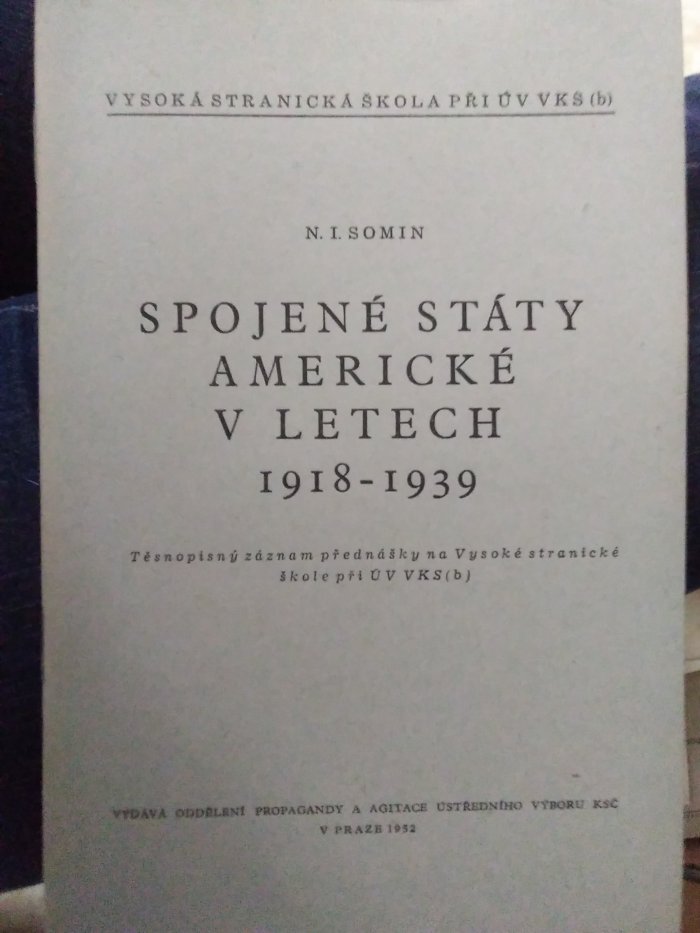 VYSOKÁ STRANICKÁ ŠKOLA PŘI ÚV VKŠ (b)
N. I. SOMIN
SPOJENÉ STÁTY
AMERICKÉ
V LETECH
1918-1939
Těsnopisný záznam přednášky na Vysoké stranické
škole při ÚV VKS(b)
VYDÁVÁ ODDĚLENÍ PROPAGANDY A AGITACE ÚSTŘEDNÍHO VÝBORU KSČ
V PRAZE 1952